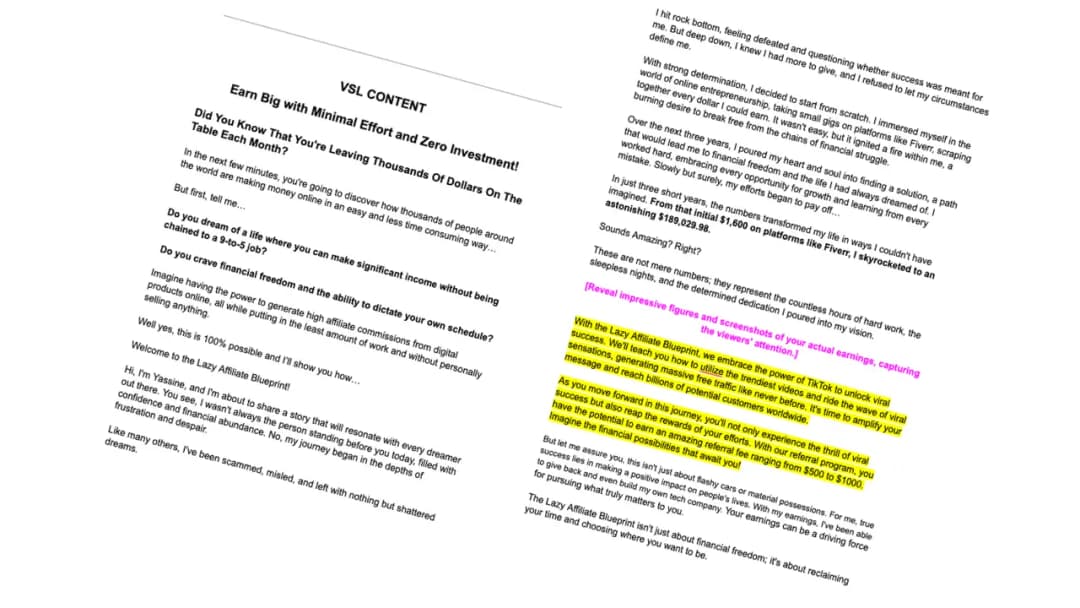 VSL CONTENT
Earn Big with Minimal Effort and Zero Investment!
Did You Know That You're Leaving Thousands Of Dollars On The
Table Each Month?
In the next few minutes, you're going to discover how thousands of people around
the world are making money online in an easy and less time consuming way...
But first, tell me...
Do you dream of a life where you can make significant income without being
chained to a 9-to-5 job?
Do you crave financial freedom and the ability to dictate your own schedule?
Imagine having the power to generate high affiliate commissions from digital
products online, all while putting in the least amount of work and without personally
selling anything.
Well yes, this is 100% possible and I'll show you how...
Welcome to the Lazy Affiliate Blueprint!
Hi, I'm Yassine, and I'm about to share a story that will resonate with every dreamer
out there. You see, I wasn't always the person standing before you today, filled with
confidence and financial abundance. No, my journey began in the depths of
frustration and despair.
Like many others, I've been scammed, misled, and left with nothing but shattered
dreams.
I hit rock bottom, feeling defeated and questioning whether success was meant for
me. But deep down, I knew I had more to give, and I refused to let my circumstances
define me.
With strong determination, I decided to start from scratch. I immersed myself in the
world of online entrepreneurship, taking small gigs on platforms like Fiverr, scraping
together every dollar I could earn. It wasn't easy, but it ignited a fire within me, a
burning desire to break free from the chains of financial struggle.
Over the next three years, I poured my heart and soul into finding a solution, a path
that would lead me to financial freedom and the life I had always dreamed of. I
worked hard, embracing every opportunity for growth and learning from every
mistake. Slowly but surely, my efforts began to pay off...
In just three short years, the numbers transformed my life in ways I couldn't have
imagined. From that initial $1,600 on platforms like Fiverr, I skyrocketed to an
astonishing $189,029.98.
Sounds Amazing? Right?
These are not mere numbers; they represent the countless hours of hard work, the
sleepless nights, and the determined dedication I poured into my vision.
[Reveal impressive figures and screenshots of your actual earnings, capturing
the viewers' attention.]
With the Lazy Affiliate Blueprint, we embrace the power of TikTok to unlock viral
success. We'll teach you how to utilize the trendiest videos and ride the wave of viral
sensations, generating massive free traffic like never before. It's time to amplify your
message and reach billions of potential customers worldwide.
As you move forward in this journey, you'll not only experience the thrill of viral
success but also reap the rewards of your efforts. With our referral program, you
have the potential to earn an amazing referral fee ranging from $500 to $1000.
Imagine the financial possibilities that await you!
But let me assure you, this isn't just about flashy cars or material possessions. For me, true
success lies in making a positive impact on people's lives. With my earnings, I've been able
to give back and even build my own tech company. Your earnings can be a driving force
for pursuing what truly matters to you.
The Lazy Affiliate Blueprint isn't just about financial freedom; it's about reclaiming
your time and choosing where you want to be.